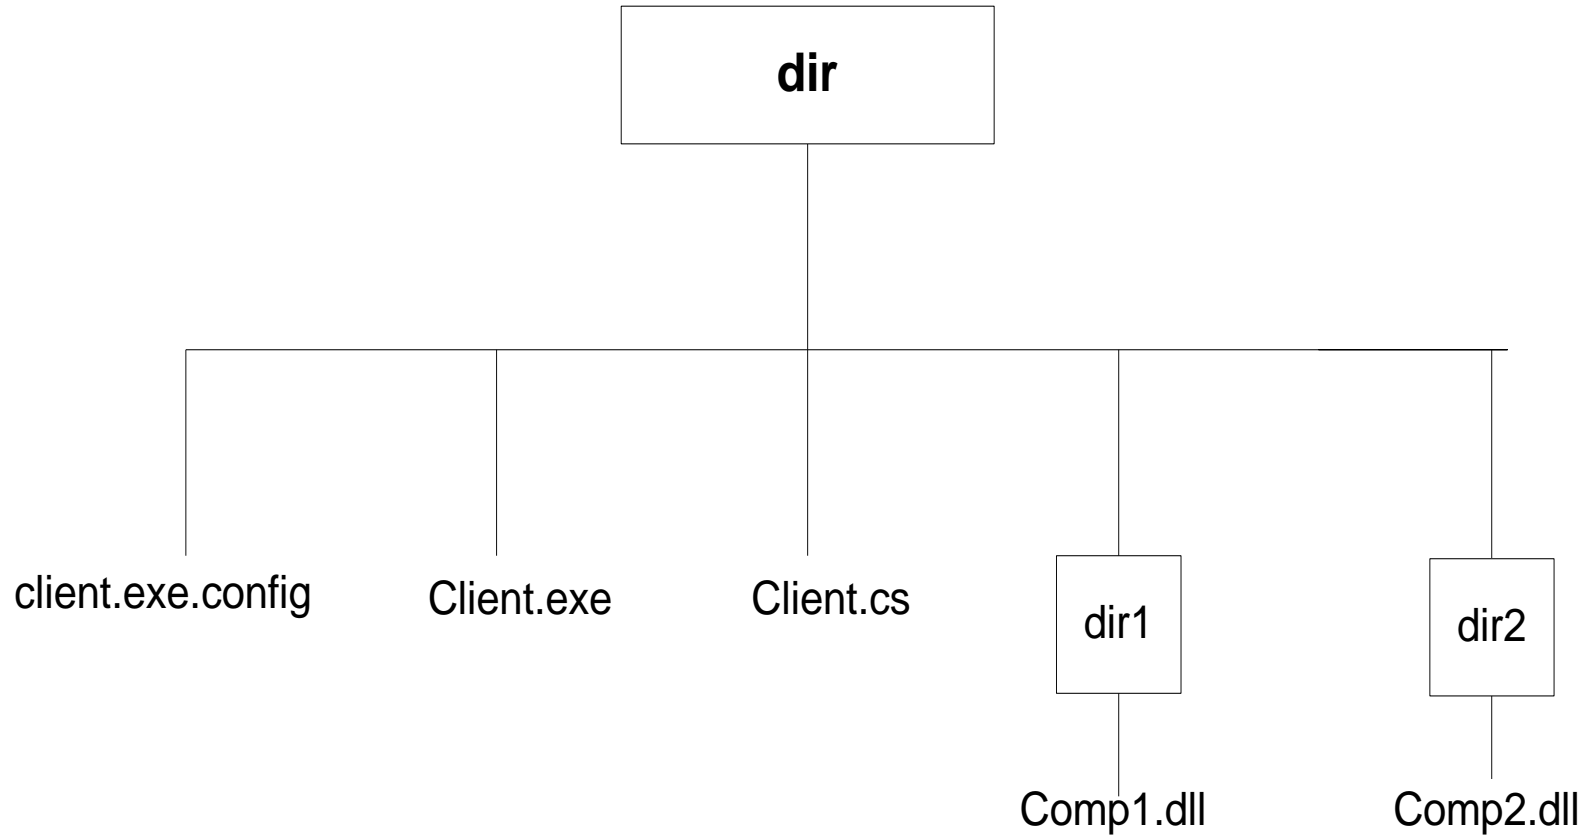 dir
client.exe.config
Client.exe
Client.cs
dir1
dir2
Comp1.dll
Comp2.dll